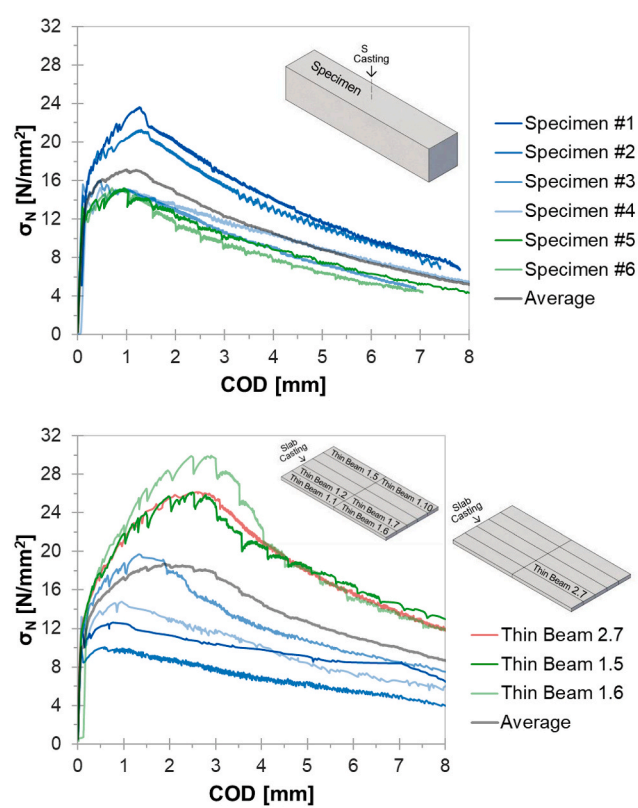 32
28
24
20
16
12
8
4
0
σN [N/mm²]
0 1 2 3 4 5 6 7 8
COD [mm]
S
Casting
Specimen
Specimen #1
Specimen #2
Specimen #3
Specimen #4
Specimen #5
Specimen #6
Average
32
28
24
20
16
12
8
4
0
σN [N/mm²]
0 1 2 3 4 5 6 7 8
COD [mm]
Slab
Casting
Thin Beam 1.5
Thin Beam 1.10
Thin Beam 1.2
Thin Beam 1.7
Thin Beam 1.1
Thin Beam 1.6
Slab
Casting
Thin Beam 2.7
Thin Beam 2.7
Thin Beam 1.5
Thin Beam 1.6
Average